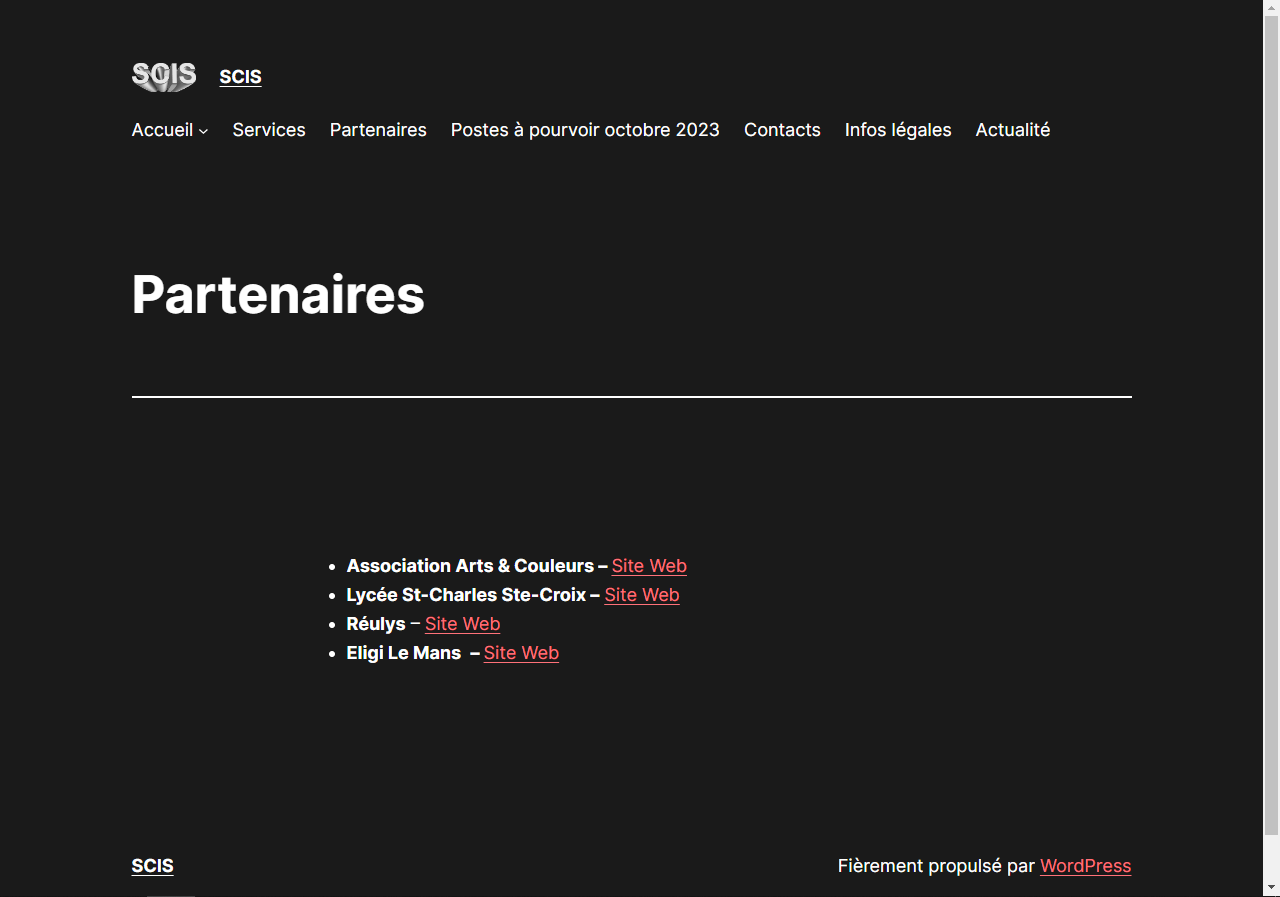 SCIS SCIS
Accueil Services Partenaires Postes à pourvoir octobre 2023 Contacts Infos légales Actualité
Partenaires
• Association Arts & Couleurs – Site Web
• Lycée St-Charles Ste-Croix – Site Web
• Réulys – Site Web
• Eligi Le Mans – Site Web
SCIS Fièrement propulsé par WordPress